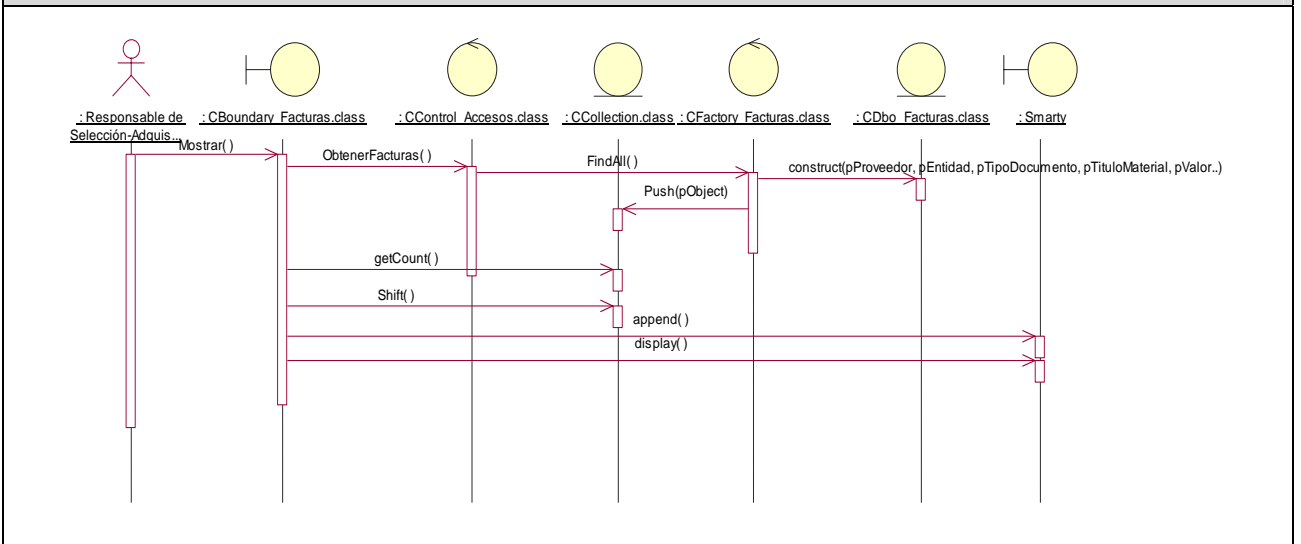 : Responsable de
Selección-Adquis...
: CBoundary_Facturas.class
: CControl_Accesos.class
: CCollection.class
: CFactory_Facturas.class
: CDbo_Facturas.class
: Smarty
Mostrar( )
ObtenerFacturas( )
FindAll( )
construct(pProveedor, pEntidad, pTipoDocumento, pTituloMaterial, pValor..)
Push(pObject)
getCount( )
Shift( )
append( )
display( )